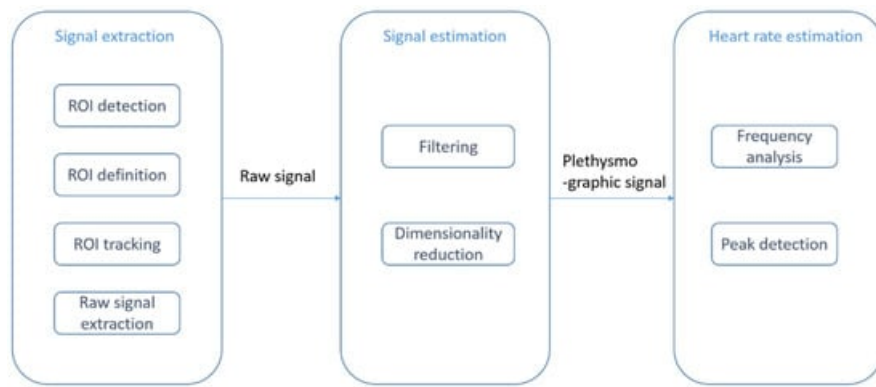 Signal extraction
ROI detection
ROI definition
ROI tracking
Raw signal
extraction
Raw signal
Signal estimation
Filtering
Dimensionality
reduction
Plethysmo
-graphic signal
Heart rate estimation
Frequency
analysis
Peak detection